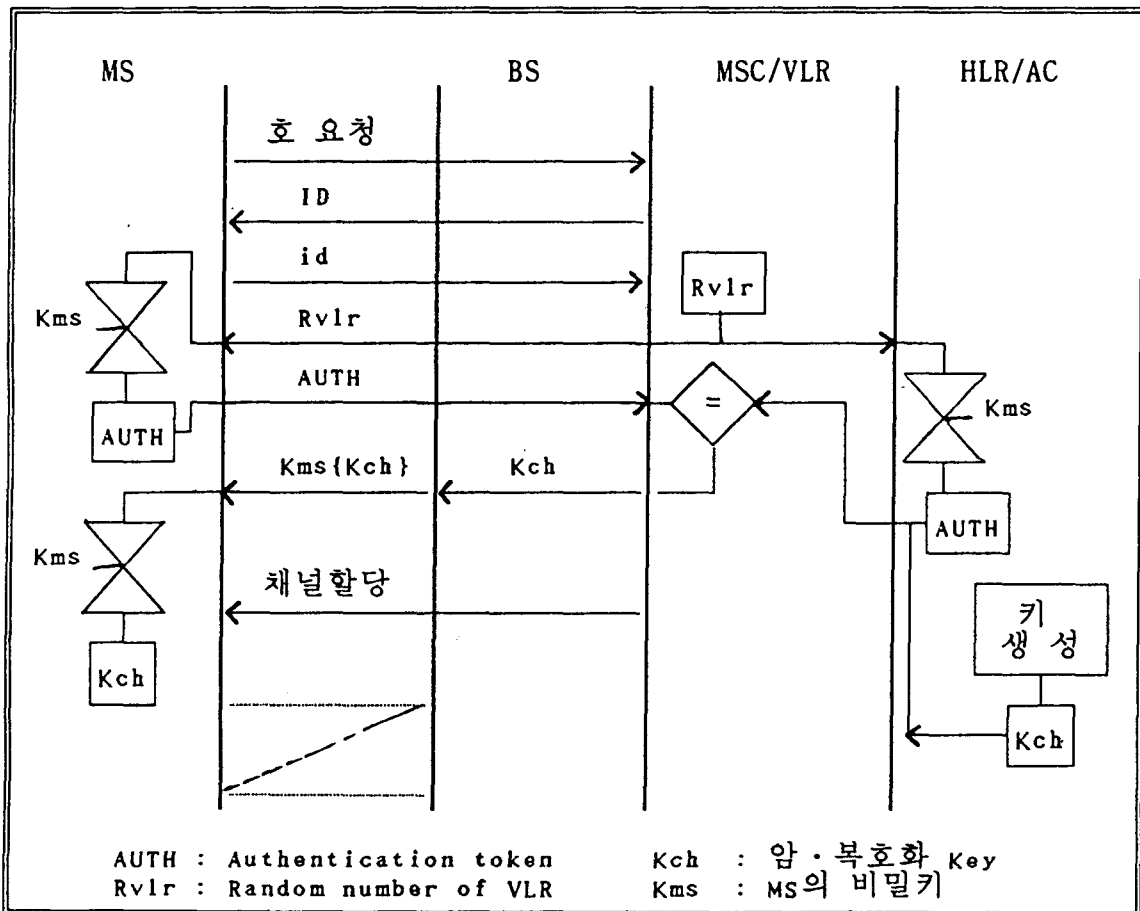 MS BS MSC/VLR HLR/AC
호 요청
ID
id
Rvlr
Kms
Rvlr
AUTH
=
Kms
AUTH
Kms{Kch} Kch
AUTH
Kms
채널할당
키
생 성
Kch
Kch
AUTH : Authentication token Kch : 암·복호화 Key
Rvlr : Random number of VLR Kms : MS의 비밀키